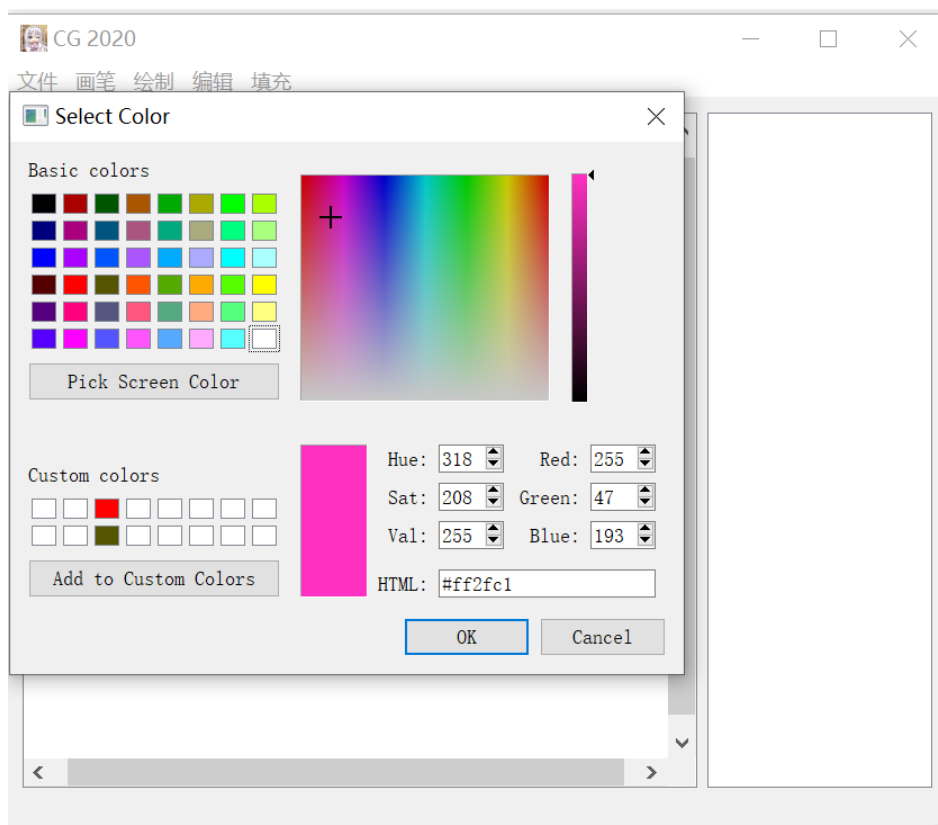 CG 2020
文件 画笔 绘制 编辑 填充
Select Color
Basic colors
Pick Screen Color
Custom colors
Add to Custom Colors
Hue: 318 Red: 255
Sat: 208 Green: 47
Val: 255 Blue: 193
HTML: #ff2fc1
OK Cancel